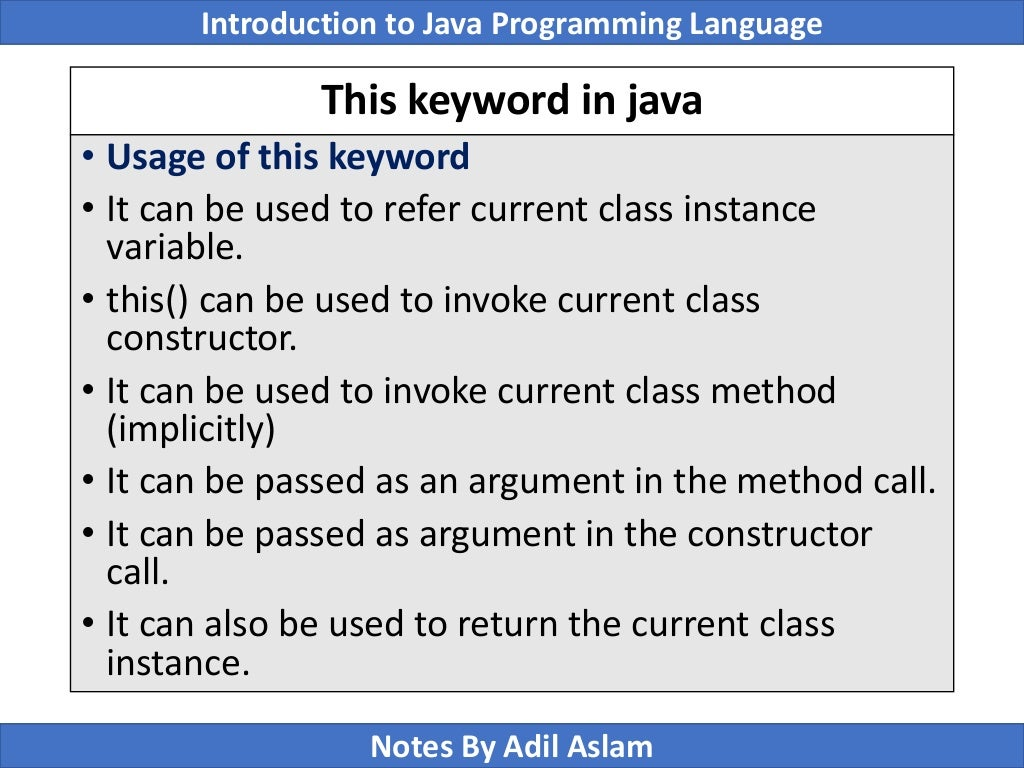 Introduction to Java Programming Language
This keyword in java
• Usage of this keyword
• It can be used to refer current class instance
variable.
• this() can be used to invoke current class
constructor.
• It can be used to invoke current class method
(implicitly)
• It can be passed as an argument in the method call.
• It can be passed as argument in the constructor
call.
• It can also be used to return the current class
instance.
Notes By Adil Aslam